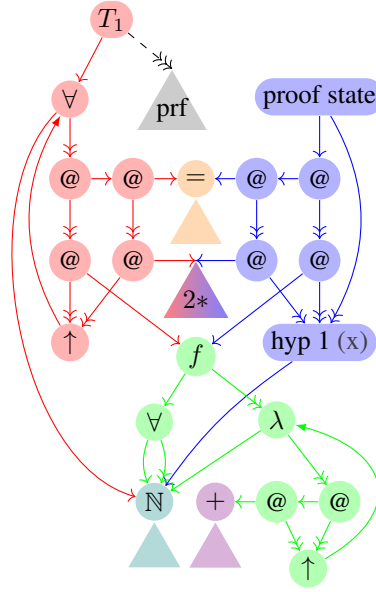 T₁
∀ prf proof state
@ @ = @ @
@ @ 2* @ @
↑ f hyp 1 (x)
∀ λ
ℕ + @ @
↑